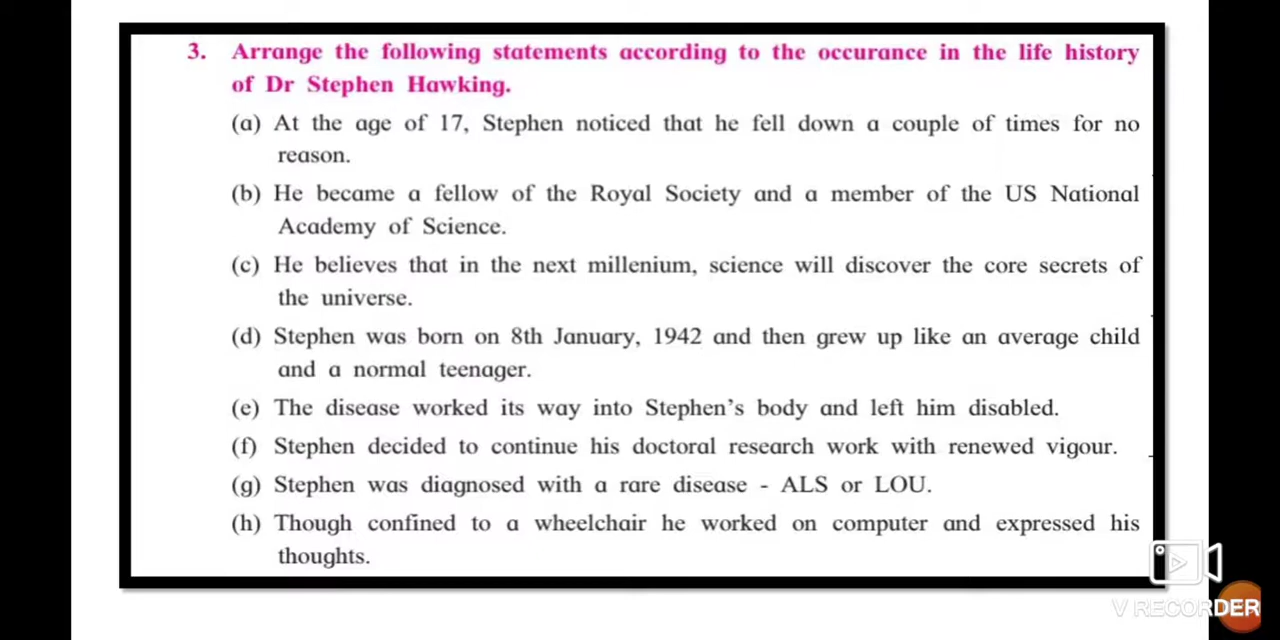 3. Arrange the following statements according to the occurance in the life history
of Dr Stephen Hawking.
(a) At the age of 17, Stephen noticed that he fell down a couple of times for no
reason.
(b) He became a fellow of the Royal Society and a member of the US National
Academy of Science.
(c) He believes that in the next millenium, science will discover the core secrets of
the universe.
(d) Stephen was born on 8th January, 1942 and then grew up like an average child
and a normal teenager.
(e) The disease worked its way into Stephen's body and left him disabled.
(f) Stephen decided to continue his doctoral research work with renewed vigour.
(g) Stephen was diagnosed with a rare disease - ALS or LOU.
(h) Though confined to a wheelchair he worked on computer and expressed his
thoughts.
V RECORDER